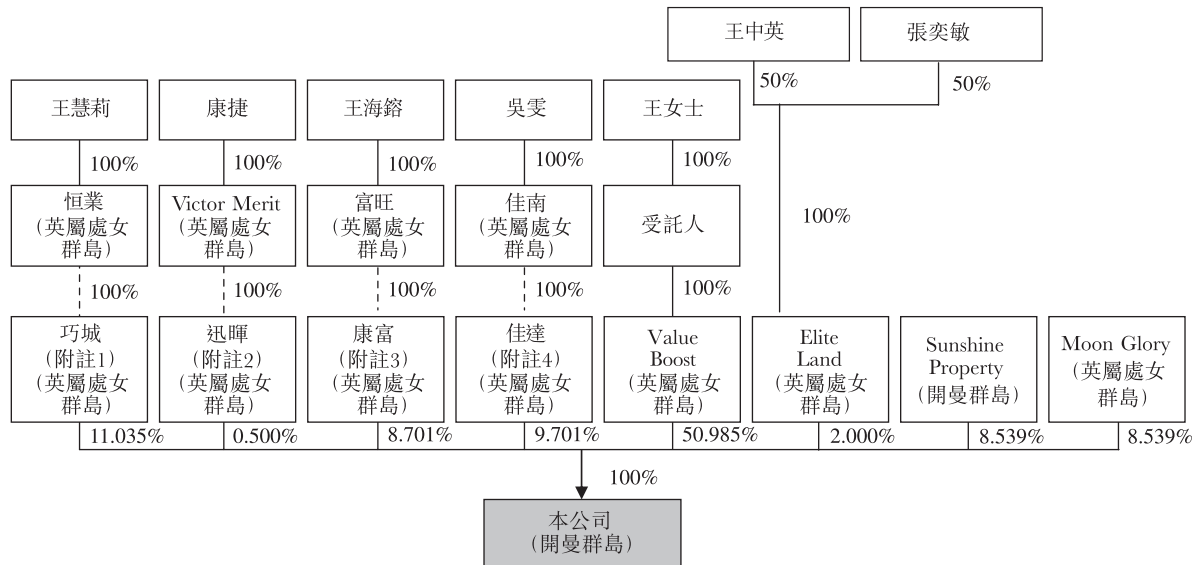 王中英
張奕敏
50%
50%
王慧莉
康捷
王海鎔
吳雯
王女士
100%
100%
100%
100%
100%
恒業
(英屬處女
群島)
Victor Merit
(英屬處女
群島)
富旺
(英屬處女
群島)
佳南
(英屬處女
群島)
受託人
100%
100%
100%
100%
100%
100%
巧城
(附註1)
(英屬處女
群島)
迅暉
(附註2)
(英屬處女
群島)
康富
(附註3)
(英屬處女
群島)
佳達
(附註4)
(英屬處女
群島)
Value
Boost
(英屬處女
群島)
Elite
Land
(英屬處女
群島)
Sunshine
Property
(開曼群島)
Moon Glory
(英屬處女
群島)
11.035%
0.500%
8.701%
9.701%
50.985%
2.000%
8.539%
8.539%
100%
本公司
(開曼群島)